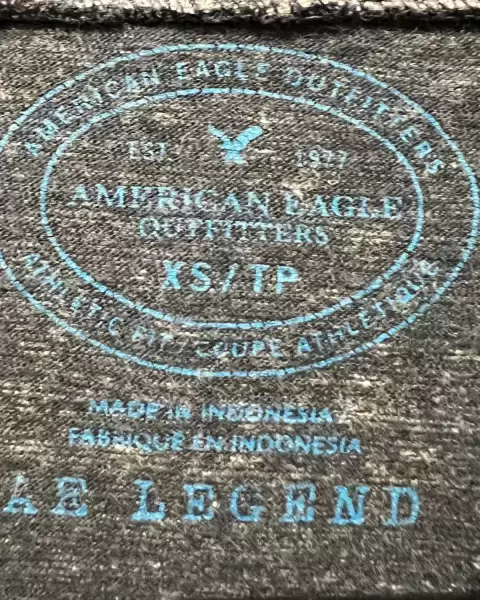 AMERICAN EAGLE OUTFITTERS
EST 1977
AMERICAN EAGLE
OUTFITTERS
XS/TP
ATHLETIC FIT/COUPE ATHLETIQUE
MADE IN INDONESIA
FABRIQUE EN INDONESIA
AE LEGEND